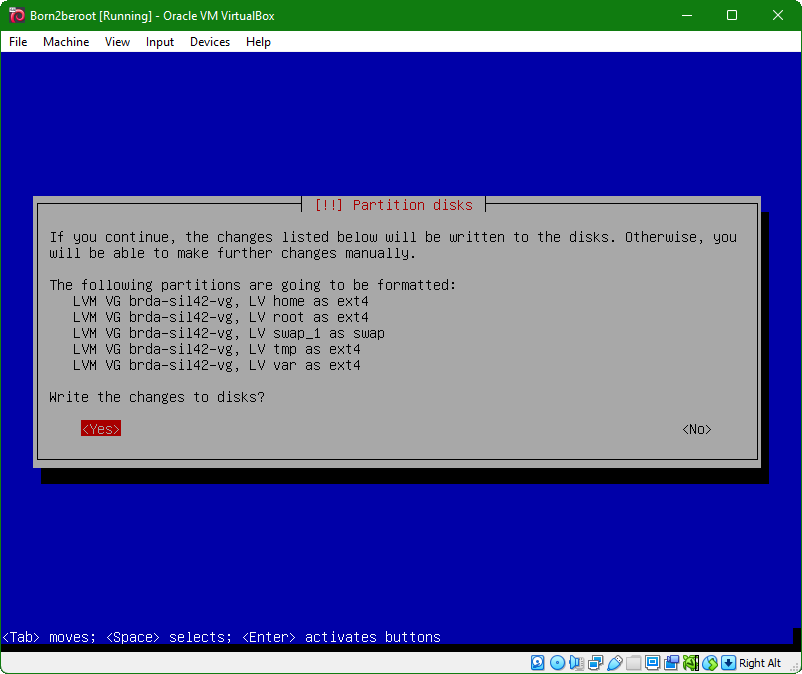 Born2beroot [Running] - Oracle VM VirtualBox
File Machine View Input Devices Help
[!!] Partition disks
If you continue, the changes listed below will be written to the disks. Otherwise, you
will be able to make further changes manually.
The following partitions are going to be formatted:
LVM VG brda-sil42-vg, LV home as ext4
LVM VG brda-sil42-vg, LV root as ext4
LVM VG brda-sil42-vg, LV swap_1 as swap
LVM VG brda-sil42-vg, LV tmp as ext4
LVM VG brda-sil42-vg, LV var as ext4
Write the changes to disks?
<Yes> <No>
<Tab> moves; <Space> selects; <Enter> activates buttons
Right Alt